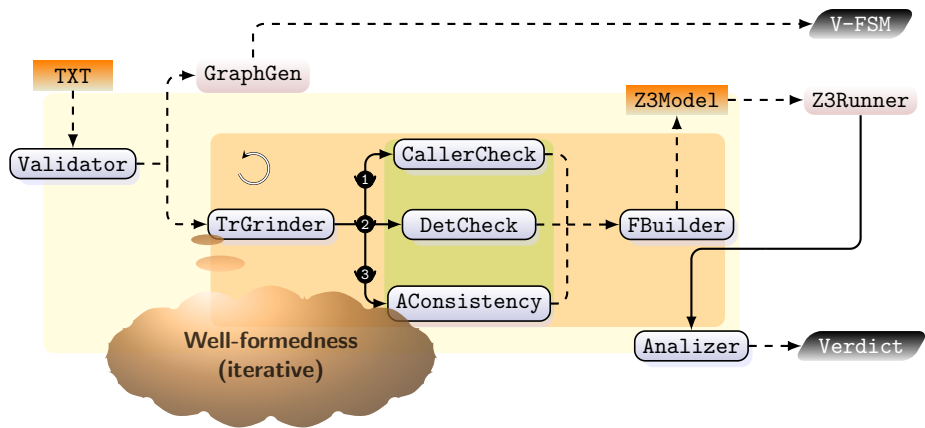 V-FSM
TXT
GraphGen
Z3Model
Z3Runner
CallerCheck
Validator
1
TrGrinder
2
DetCheck
FBuilder
3
AConsistency
Well-formedness
(iterative)
Analizer
Verdict